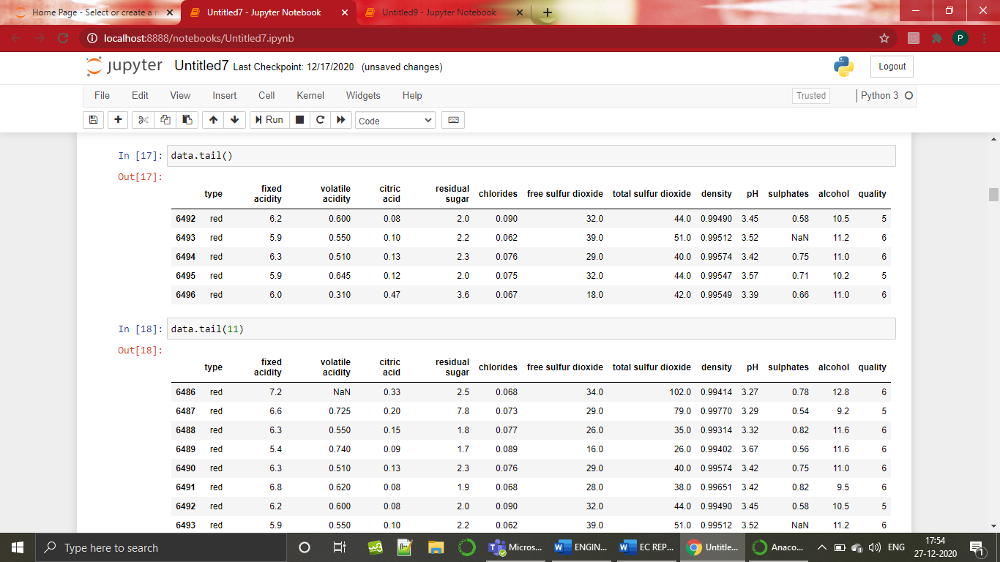 Home Page - Select or create a n
Untitled7 - Jupyter Notebook
Untitled9 - Jupyter Notebook
localhost:8888/notebooks/Untitled7.ipynb
P
jupyter Untitled7 Last Checkpoint: 12/17/2020 (unsaved changes)
Logout
File Edit View Insert Cell Kernel Widgets Help
Trusted
Python 3
Run
Code
In [17]: data.tail()
Out[17]:
type fixed acidity volatile acidity citric acid residual sugar chlorides free sulfur dioxide total sulfur dioxide density pH sulphates alcohol quality
6492 red 6.2 0.600 0.08 2.0 0.090 32.0 44.0 0.99490 3.45 0.58 10.5 5
6493 red 5.9 0.550 0.10 2.2 0.062 39.0 51.0 0.99512 3.52 NaN 11.2 6
6494 red 6.3 0.510 0.13 2.3 0.076 29.0 40.0 0.99574 3.42 0.75 11.0 6
6495 red 5.9 0.645 0.12 2.0 0.075 32.0 44.0 0.99547 3.57 0.71 10.2 5
6496 red 6.0 0.310 0.47 3.6 0.067 18.0 42.0 0.99549 3.39 0.66 11.0 6
In [18]: data.tail(11)
Out[18]:
type fixed acidity volatile acidity citric acid residual sugar chlorides free sulfur dioxide total sulfur dioxide density pH sulphates alcohol quality
6486 red 7.2 NaN 0.33 2.5 0.068 34.0 102.0 0.99414 3.27 0.78 12.8 6
6487 red 6.6 0.725 0.20 7.8 0.073 29.0 79.0 0.99770 3.29 0.54 9.2 5
6488 red 6.3 0.550 0.15 1.8 0.077 26.0 35.0 0.99314 3.32 0.82 11.6 6
6489 red 5.4 0.740 0.09 1.7 0.089 16.0 26.0 0.99402 3.67 0.56 11.6 6
6490 red 6.3 0.510 0.13 2.3 0.076 29.0 40.0 0.99574 3.42 0.75 11.0 6
6491 red 6.8 0.620 0.08 1.9 0.068 28.0 38.0 0.99651 3.42 0.82 9.5 6
6492 red 6.2 0.600 0.08 2.0 0.090 32.0 44.0 0.99490 3.45 0.58 10.5 5
6493 red 5.9 0.550 0.10 2.2 0.062 39.0 51.0 0.99512 3.52 NaN 11.2 6
Type here to search
Micros...
ENGIN...
EC REP...
Untitle...
Anaco...
ENG
17:54
27-12-2020
1